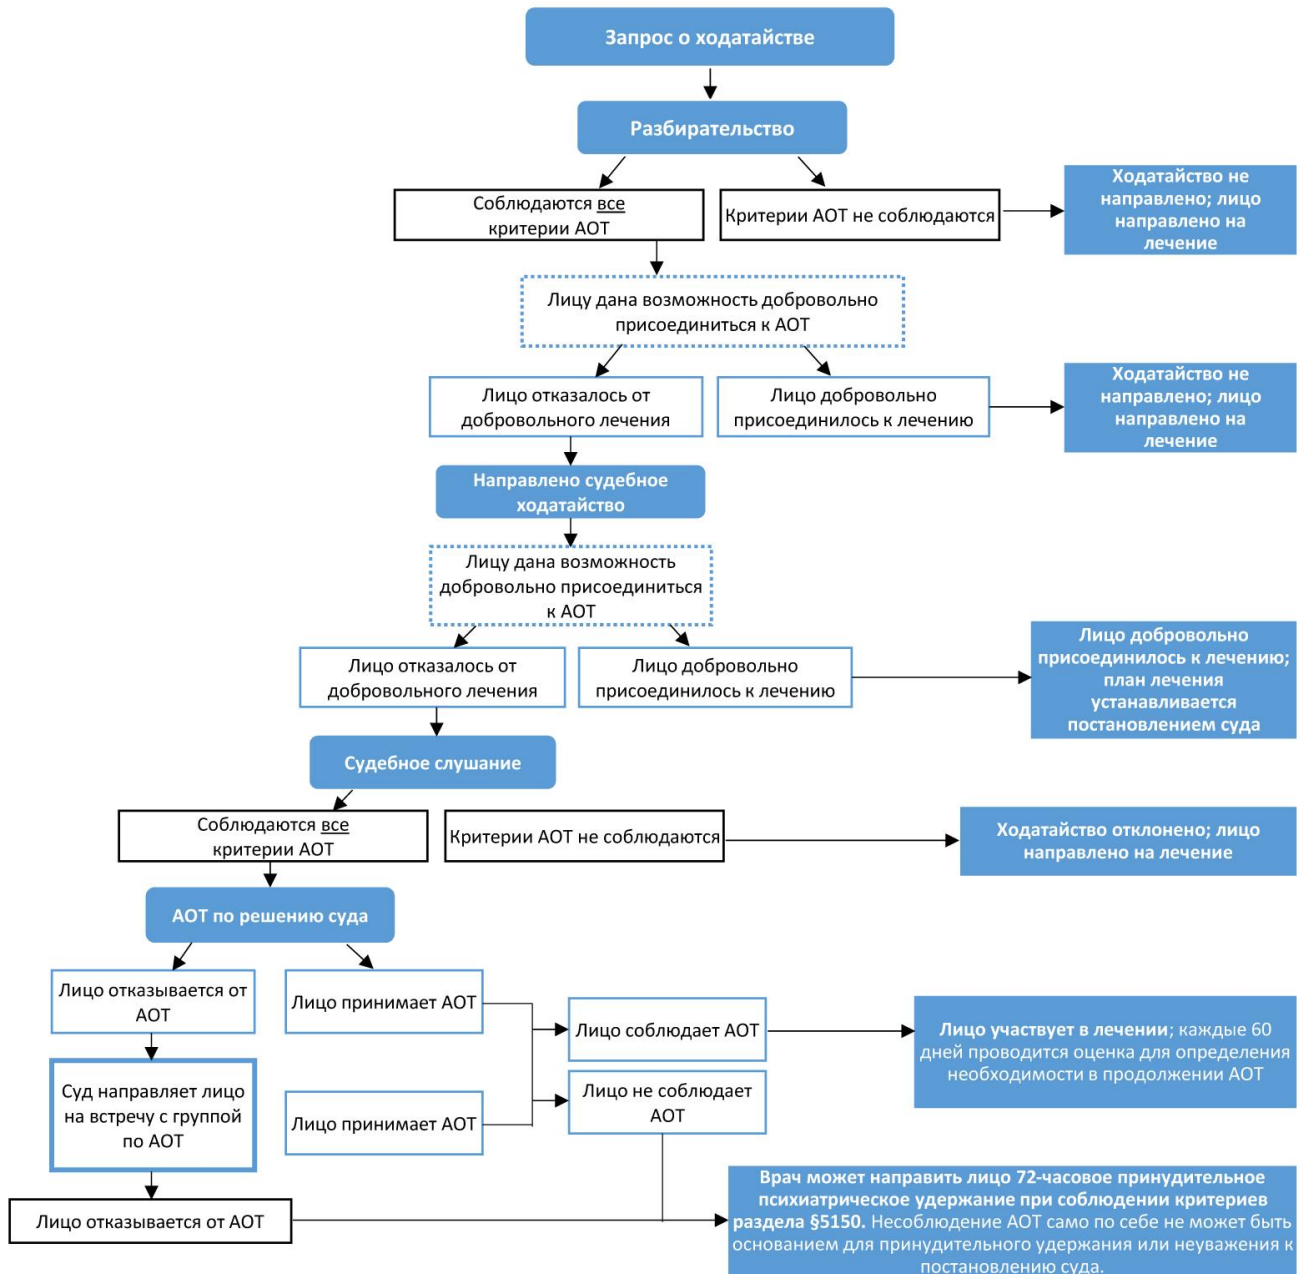 Запрос о ходатайстве
Разбирательство
Соблюдаются все
критерии АОТ
Критерии АОТ не соблюдаются
Ходатайство не
направлено; лицо
направлено на
лечение
Лицу дана возможность добровольно
присоединиться к АОТ
Лицо отказалось от
добровольного лечения
Лицо добровольно
присоединилось к лечению
Ходатайство не
направлено; лицо
направлено на
лечение
Направлено судебное
ходатайство
Лицу дана возможность
добровольно присоединиться
к АОТ
Лицо отказалось от
добровольного лечения
Лицо добровольно
присоединилось к лечению
Лицо добровольно
присоединилось к лечению;
план лечения
устанавливается
постановлением суда
Судебное слушание
Соблюдаются все
критерии АОТ
Критерии АОТ не соблюдаются
Ходатайство отклонено; лицо
направлено на лечение
АОТ по решению суда
Лицо отказывается от
АОТ
Лицо принимает АОТ
Лицо соблюдает АОТ
Лицо участвует в лечении; каждые 60
дней проводится оценка для определения
необходимости в продолжении АОТ
Суд направляет лицо
на встречу с группой
по АОТ
Лицо принимает АОТ
Лицо не соблюдает
АОТ
Лицо отказывается от АОТ
Врач может направить лицо 72-часовое принудительное
психиатрическое удержание при соблюдении критериев
раздела §5150. Несоблюдение АОТ само по себе не может быть
основанием для принудительного удержания или неуважения к
постановлению суда.